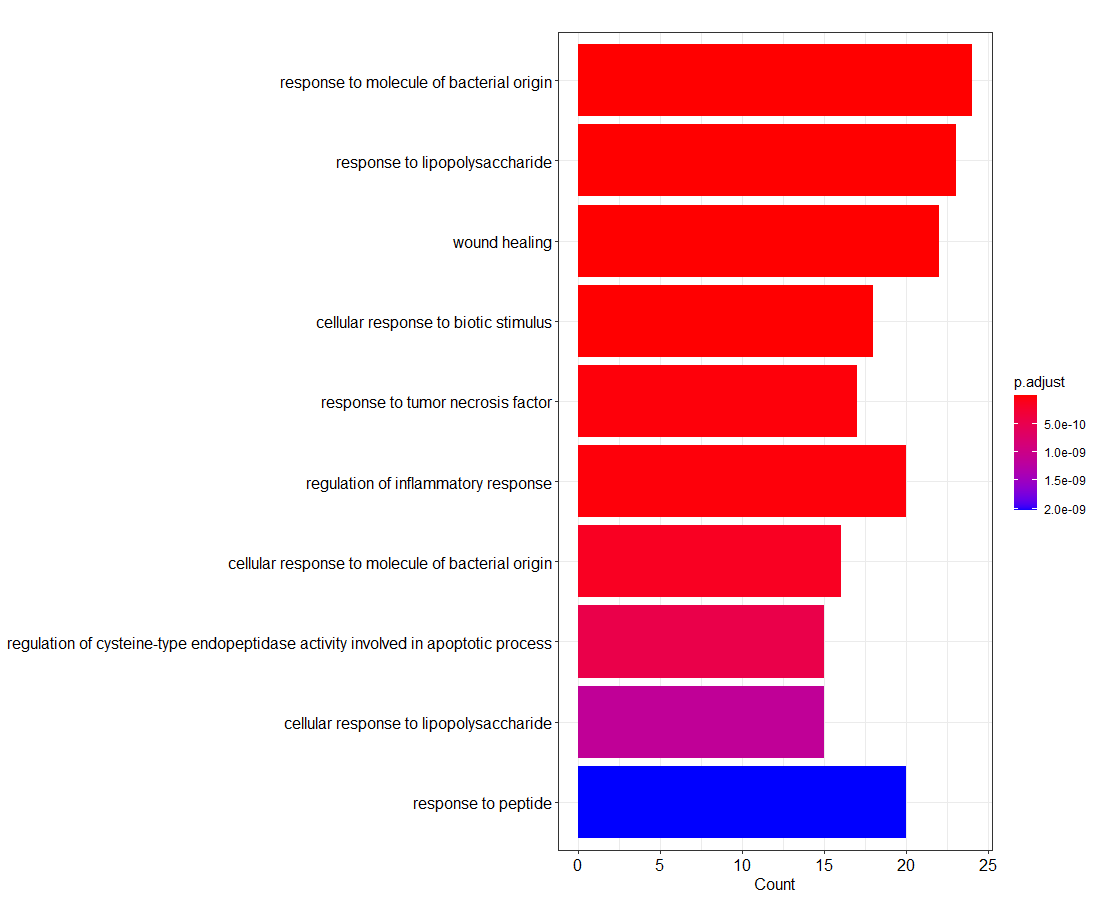 response to molecule of bacterial origin
response to lipopolysaccharide
wound healing
cellular response to biotic stimulus
response to tumor necrosis factor
regulation of inflammatory response
cellular response to molecule of bacterial origin
regulation of cysteine-type endopeptidase activity involved in apoptotic process
cellular response to lipopolysaccharide
response to peptide
0 5 10 15 20 25
Count
p.adjust
5.0e-10
1.0e-09
1.5e-09
2.0e-09